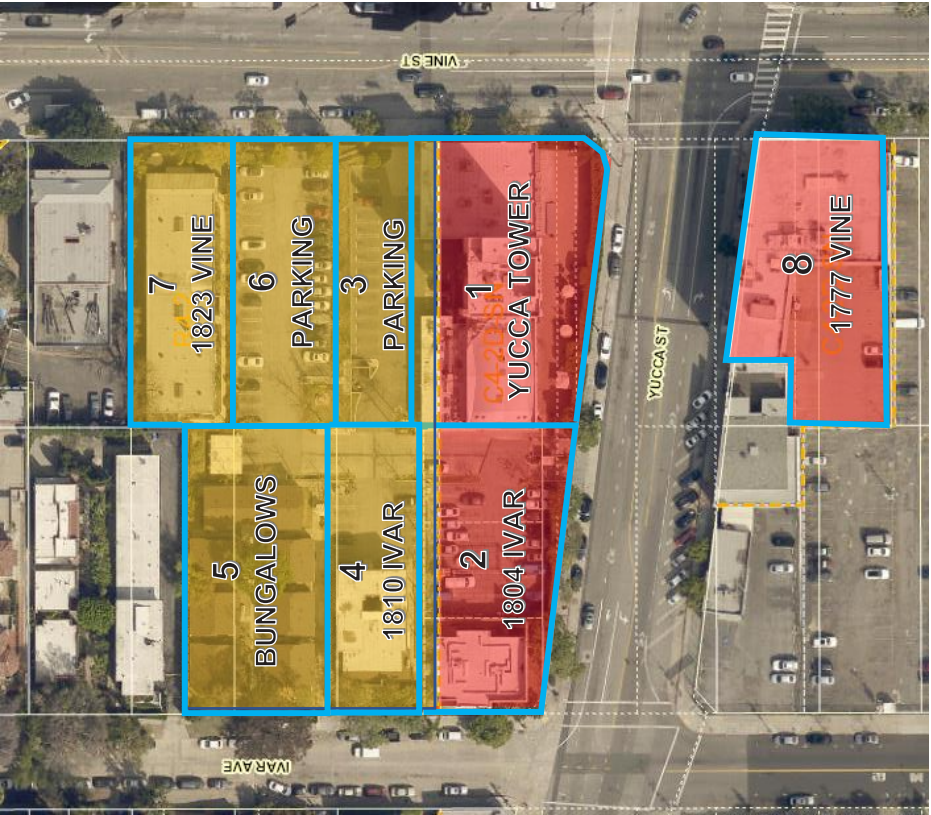 VINE ST
7
1823 VINE
6
PARKING
3
PARKING
1
YUCCA TOWER
8
1777 VINE
YUCCA ST
5
BUNGALOWS
4
1810 IVAR
2
1804 IVAR
IVAR AVE